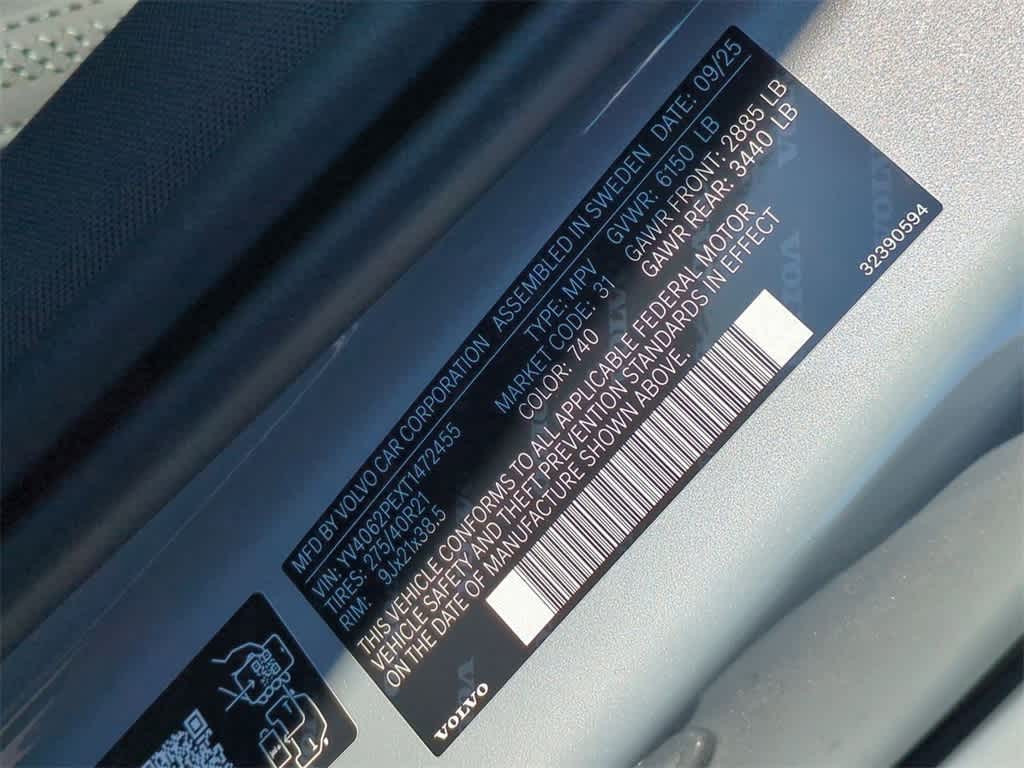 MFD BY VOLVO CAR CORPORATION ASSEMBLED IN SWEDEN DATE: 09/25
VIN: YV4062PEXT1472455 TYPE: MPV GVWR: 6150 LB
TIRES: 275/40R21 MARKET CODE: 31 GAWR FRONT: 2885 LB
RIM: 9Jx21x38.5 COLOR: 740 GAWR REAR: 3440 LB
THIS VEHICLE CONFORMS TO ALL APPLICABLE FEDERAL MOTOR
VEHICLE SAFETY AND THEFT PREVENTION STANDARDS IN EFFECT
ON THE DATE OF MANUFACTURE SHOWN ABOVE.
VOLVO
32390594